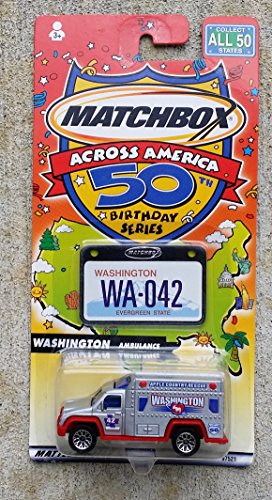 COLLECT
ALL 50
STATES
3+
MATCHBOX
ACROSS AMERICA
50TH
BIRTHDAY
SERIES
MATCHBOX
WASHINGTON
WA-042
EVERGREEN STATE
WASHINGTON AMBULANCE
APPLE COUNTRY RESCUE
WASHINGTON
42